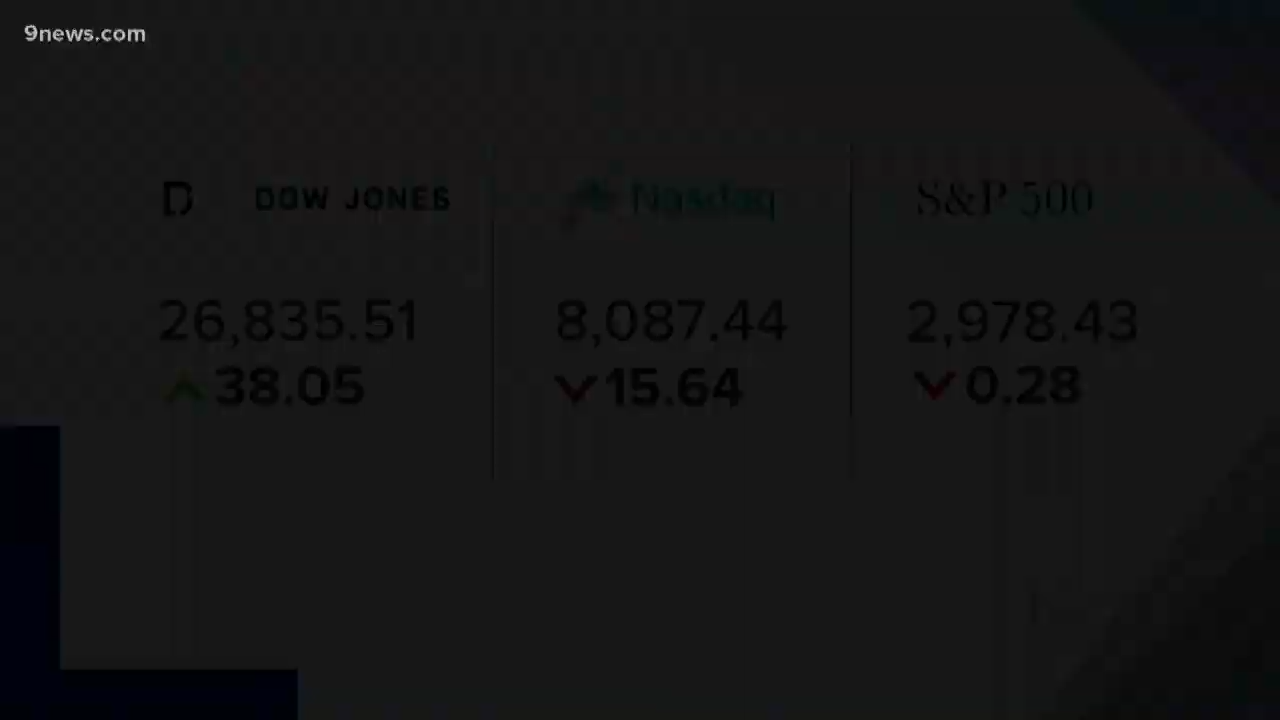 9news.com
D DOW JONES
Nasdaq
S&P 500
26,835.51
8,087.44
2,978.43
38.05
15.64
0.28